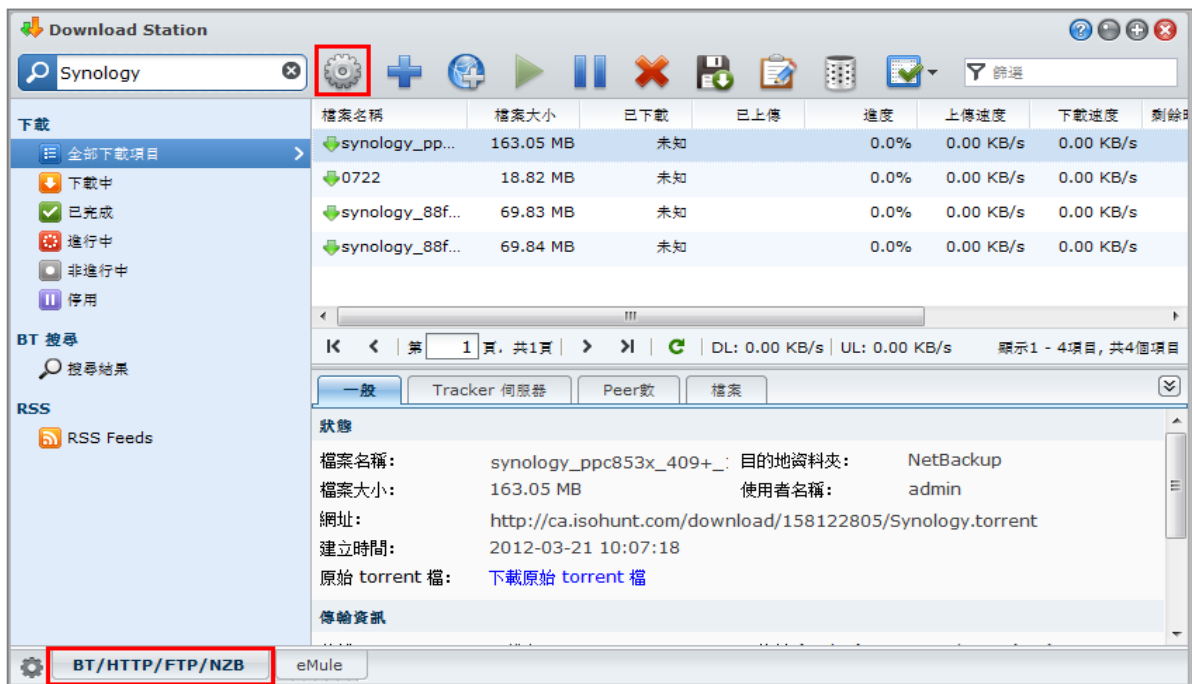 Download Station
Synology
篩選
下載
全部下載項目
下載中
已完成
進行中
非進行中
停用
BT 搜尋
搜尋結果
RSS
RSS Feeds
檔案名稱 檔案大小 已下載 已上傳 進度 上傳速度 下載速度 剩餘
synology_pp... 163.05 MB 未知 0.0% 0.00 KB/s 0.00 KB/s
0722 18.82 MB 未知 0.0% 0.00 KB/s 0.00 KB/s
synology_88f... 69.83 MB 未知 0.0% 0.00 KB/s 0.00 KB/s
synology_88f... 69.84 MB 未知 0.0% 0.00 KB/s 0.00 KB/s
第 1 頁, 共1頁 DL: 0.00 KB/s UL: 0.00 KB/s 顯示1 - 4項目, 共4個項目
一般 Tracker 伺服器 Peer數 檔案
狀態
檔案名稱: synology_ppc853x_409+_ 目的地資料夾: NetBackup
檔案大小: 163.05 MB 使用者名稱: admin
網址: http://ca.isohunt.com/download/158122805/Synology.torrent
建立時間: 2012-03-21 10:07:18
原始 torrent 檔: 下載原始 torrent 檔
傳輸資訊
BT/HTTP/FTP/NZB eMule